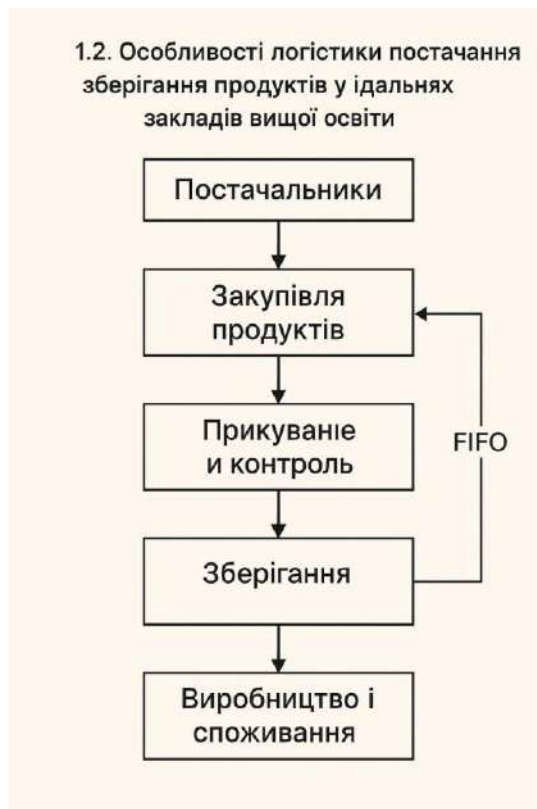 1.2. Особливості логістики постачання
зберігання продуктів у ідальнях
закладів вищої освіти
Постачальники
Закупівля
продуктів
Прикуваніе
и контроль
FIFO
Зберігання
Виробництво і
споживання